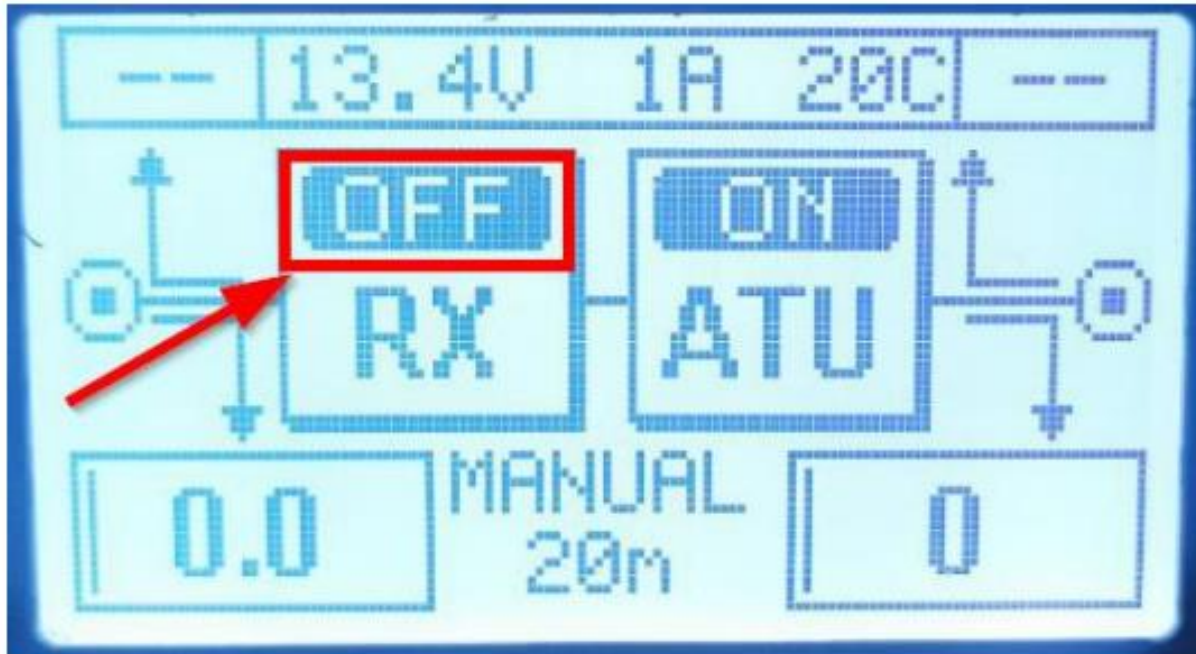 -- 13.4V 1A 20C --
OFF ON
RX ATU
0.0 MANUAL 0
20m